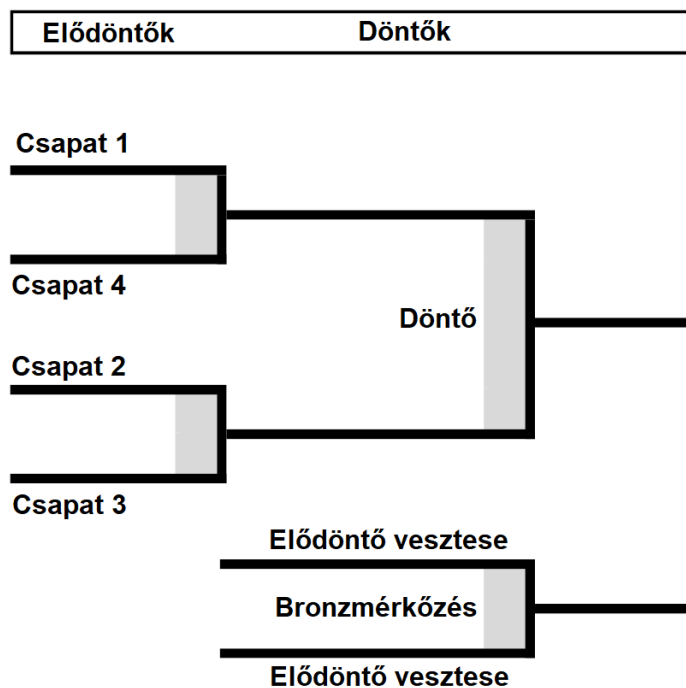 Elődöntők Döntők
Csapat 1
Csapat 4
Döntő
Csapat 2
Csapat 3
Elődöntő vesztese
Bronzmérkőzés
Elődöntő vesztese